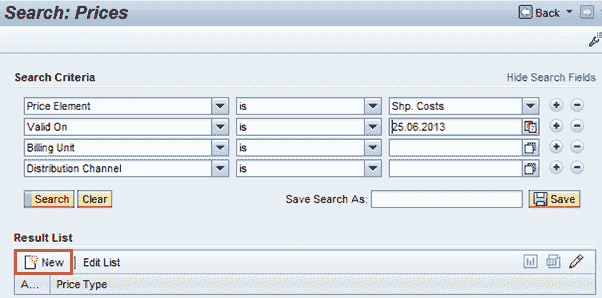 Search: Prices
Back
Search Criteria
Hide Search Fields
Price Element is Shp. Costs
Valid On is 25.06.2013
Billing Unit is
Distribution Channel is
Search Clear Save Search As: Save
Result List
New Edit List
A... Price Type